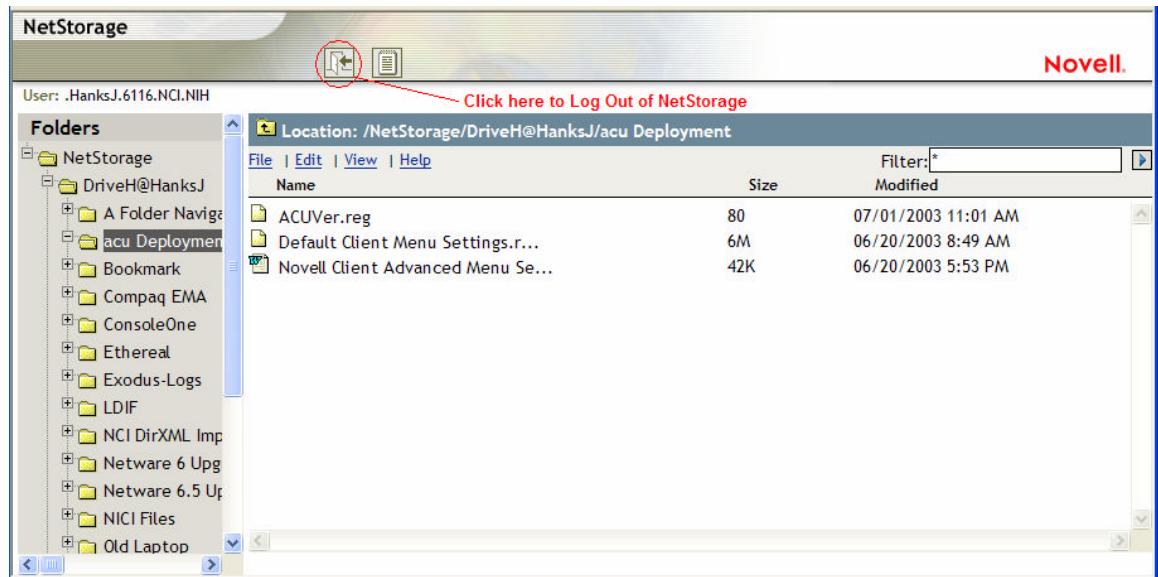 NetStorage
Novell.
User: .HanksJ.6116.NCI.NIH
Click here to Log Out of NetStorage
Folders
NetStorage
DriveH@HanksJ
A Folder Naviga
acu Deploymen
Bookmark
Compaq EMA
ConsoleOne
Ethereal
Exodus-Logs
LDIF
NCI DirXML Imp
Netware 6 Upg
Netware 6.5 Up
NICI Files
Old Laptop
Location: /NetStorage/DriveH@HanksJ/acu Deployment
File | Edit | View | Help Filter: *
Name Size Modified
ACUVer.reg 80 07/01/2003 11:01 AM
Default Client Menu Settings.r... 6M 06/20/2003 8:49 AM
Novell Client Advanced Menu Se... 42K 06/20/2003 5:53 PM